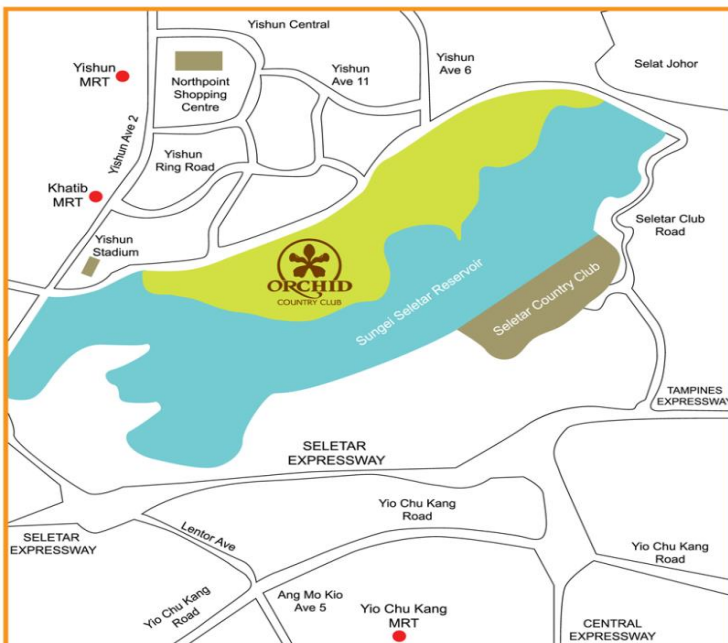 Yishun Central
Yishun
MRT
Northpoint
Shopping
Centre
Yishun
Ave 11
Yishun
Ave 6
Selat Johor
Yishun Ave 2
Yishun
Ring Road
Khatib
MRT
Yishun
Stadium
Seletar Club
Road
ORCHID
COUNTRY CLUB
Sungei Seletar Reservoir
Seletar Country Club
TAMPINES
EXPRESSWAY
SELETAR
EXPRESSWAY
Yio Chu Kang
Road
SELETAR
EXPRESSWAY
Lentor Ave
Yio Chu Kang
Road
Yio Chu Kang
Road
Ang Mo Kio
Ave 5
Yio Chu Kang
MRT
CENTRAL
EXPRESSWAY